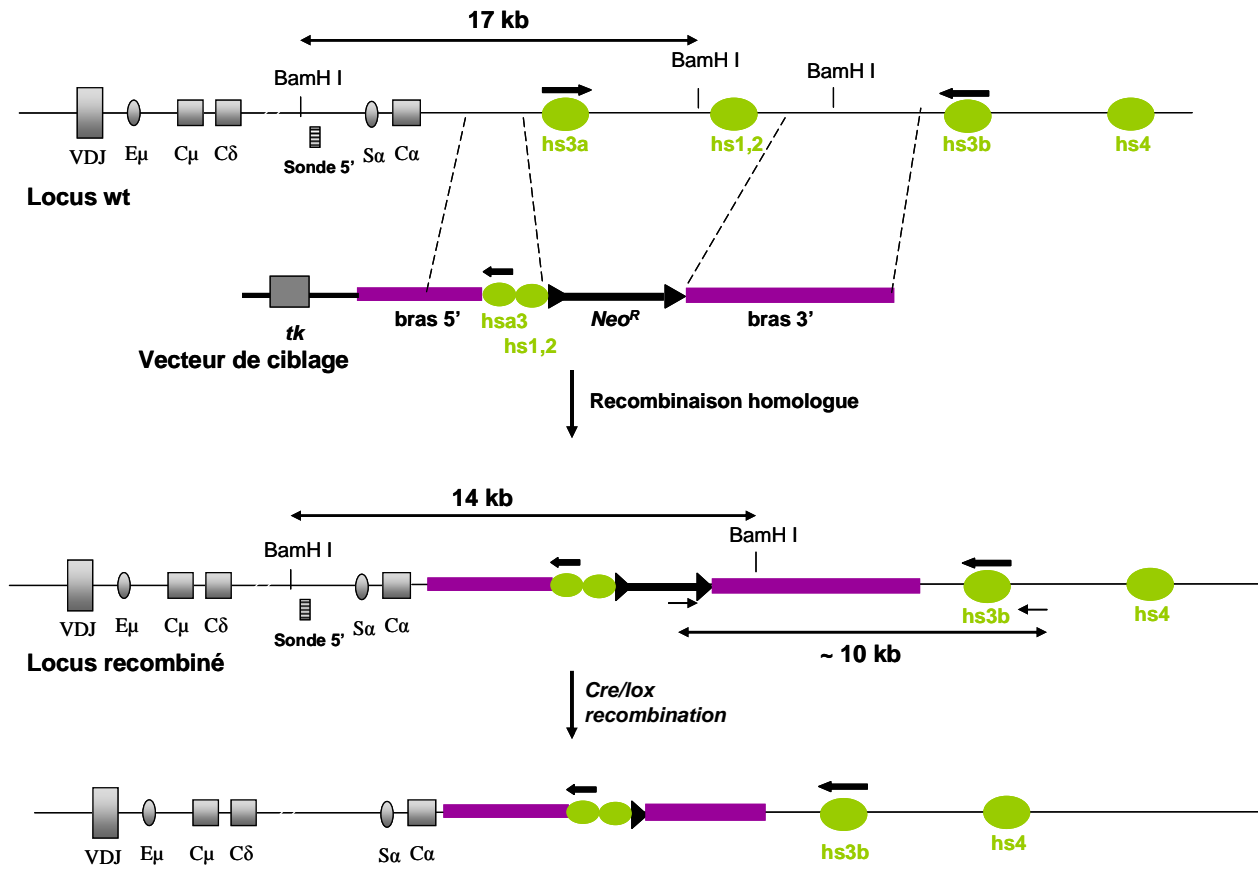 17 kb
BamH I
BamH I
BamH I
VDJ
Eμ
Cμ
Cδ
Sonde 5'
Sα
Cα
hs3a
hs1,2
hs3b
hs4
Locus wt
tk
bras 5'
hsa3
hs1,2
NeoR
bras 3'
Vecteur de ciblage
Recombinaison homologue
14 kb
BamH I
BamH I
VDJ
Eμ
Cμ
Cδ
Sonde 5'
Sα
Cα
hs3b
hs4
Locus recombiné
~ 10 kb
Cre/lox
recombination
VDJ
Eμ
Cμ
Cδ
Sα
Cα
hs3b
hs4